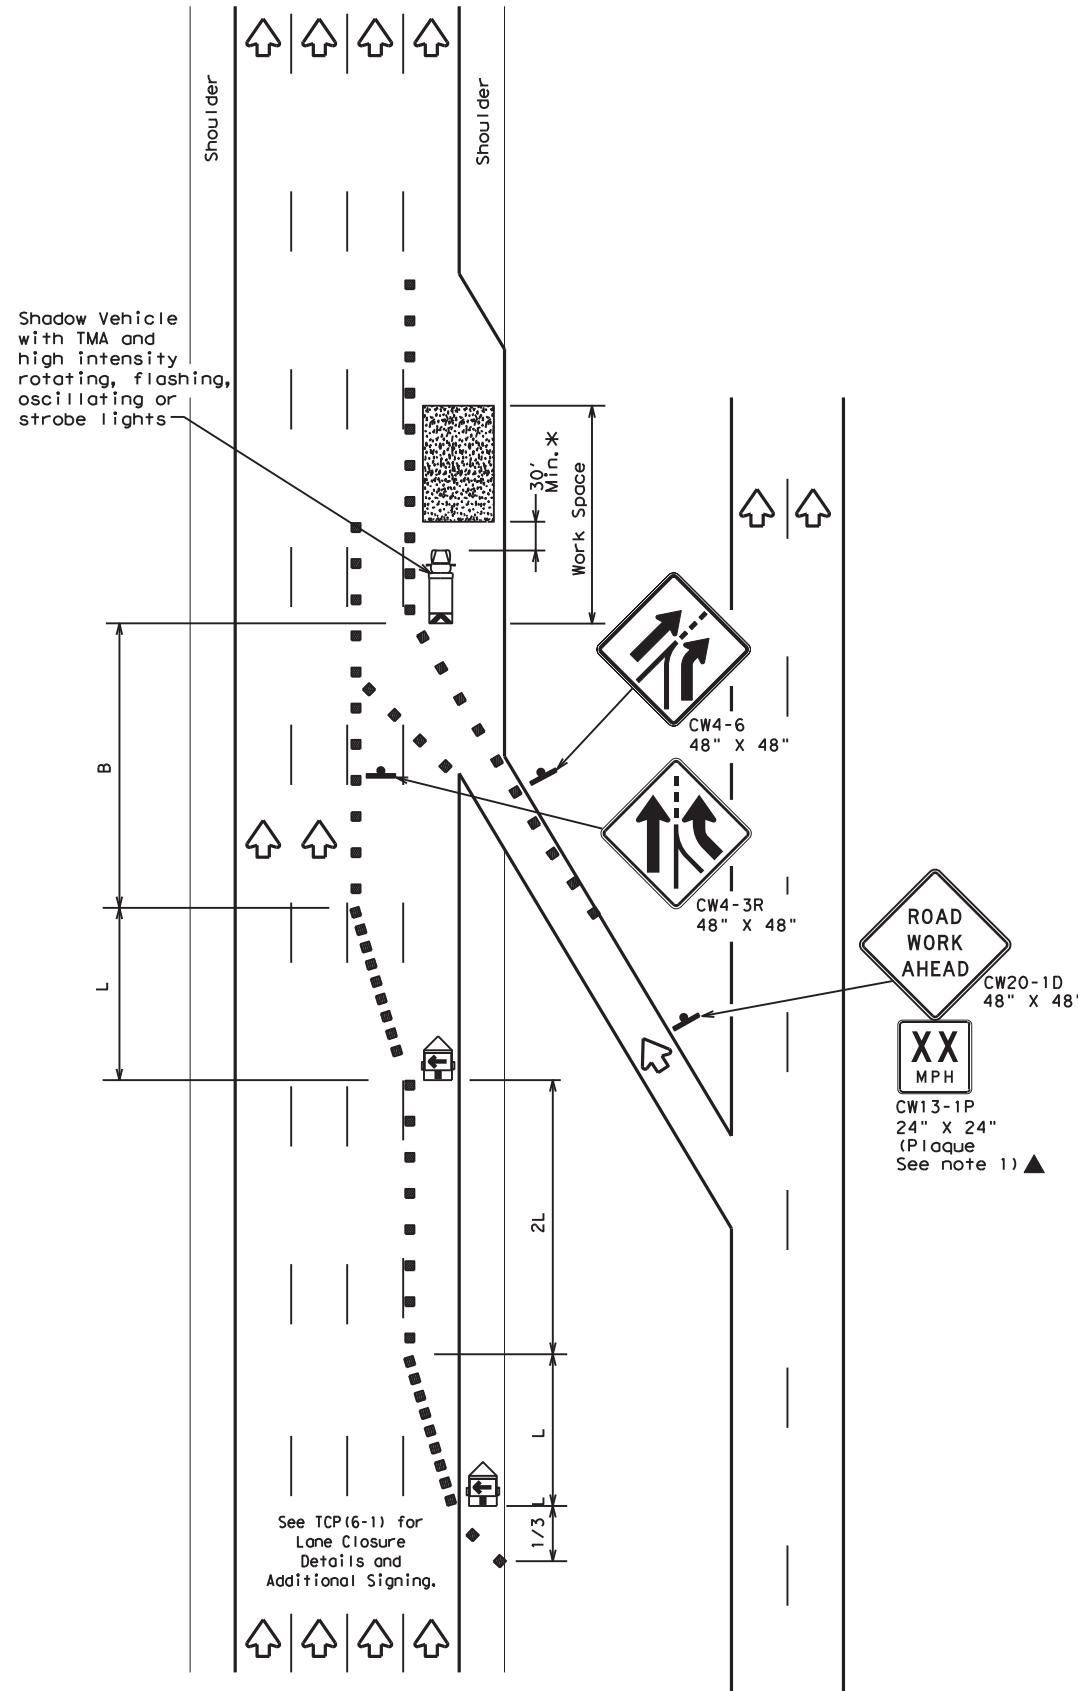 Shoulder
Shoulder
Shadow Vehicle
with TMA and
high intensity
rotating, flashing,
oscillating or
strobe lights
30'
Min.*
Work Space
CW4-6
48" X 48"
B
CW4-3R
48" X 48"
ROAD
WORK
AHEAD
CW20-1D
48" X 48"
XX
MPH
CW13-1P
24" X 24"
(Plaque
See note 1)▲
L
2L
L
1/3 L
See TCP(6-1) for
Lane Closure
Details and
Additional Signing.